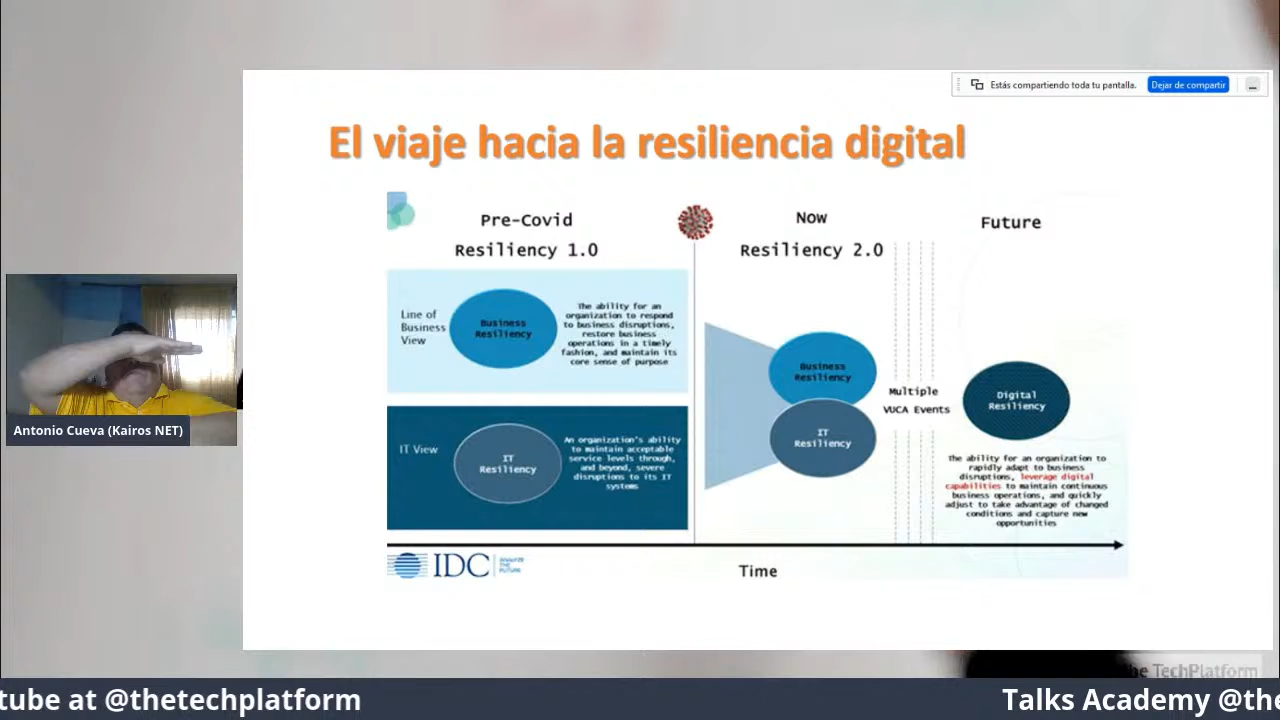 Estás compartiendo toda tu pantalla.
Dejar de compartir
El viaje hacia la resiliencia digital
Pre-Covid
Resiliency 1.0
Now
Resiliency 2.0
Future
Line of
Business
View
Business
Resiliency
The ability for an
organization to respond
to business disruptions,
restore business
operations in a timely
fashion, and maintain its
core sense of purpose
IT View
IT
Resiliency
An organization's ability
to maintain acceptable
service levels through,
and beyond, severe
disruptions to its IT
systems
Business
Resiliency
IT
Resiliency
Multiple
VUCA Events
Digital
Resiliency
The ability for an organization to
rapidly adapt to business
disruptions, leverage digital
capabilities to maintain continuous
business operations, and quickly
adjust to take advantage of changed
conditions and capture new
opportunities
IDC
ANALYZE
THE
FUTURE
Time
Antonio Cueva (Kairos NET)
he TechPlatform
tube at @thetechplatform
Talks Academy @the